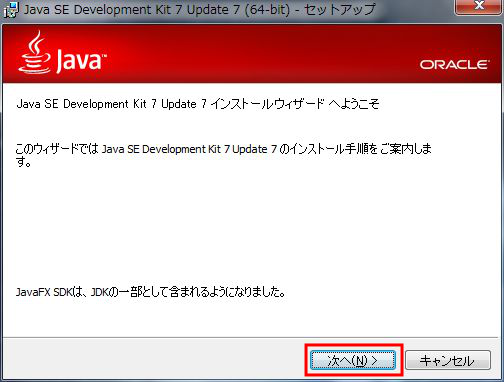 Java SE Development Kit 7 Update 7 (64-bit) - セットアップ
Java
ORACLE
Java SE Development Kit 7 Update 7 インストールウィザード へようこそ
このウィザードでは Java SE Development Kit 7 Update 7 のインストール手順をご案内しま
す。
JavaFX SDKは、JDKの一部として含まれるようになりました。
次へ(N) >
キャンセル